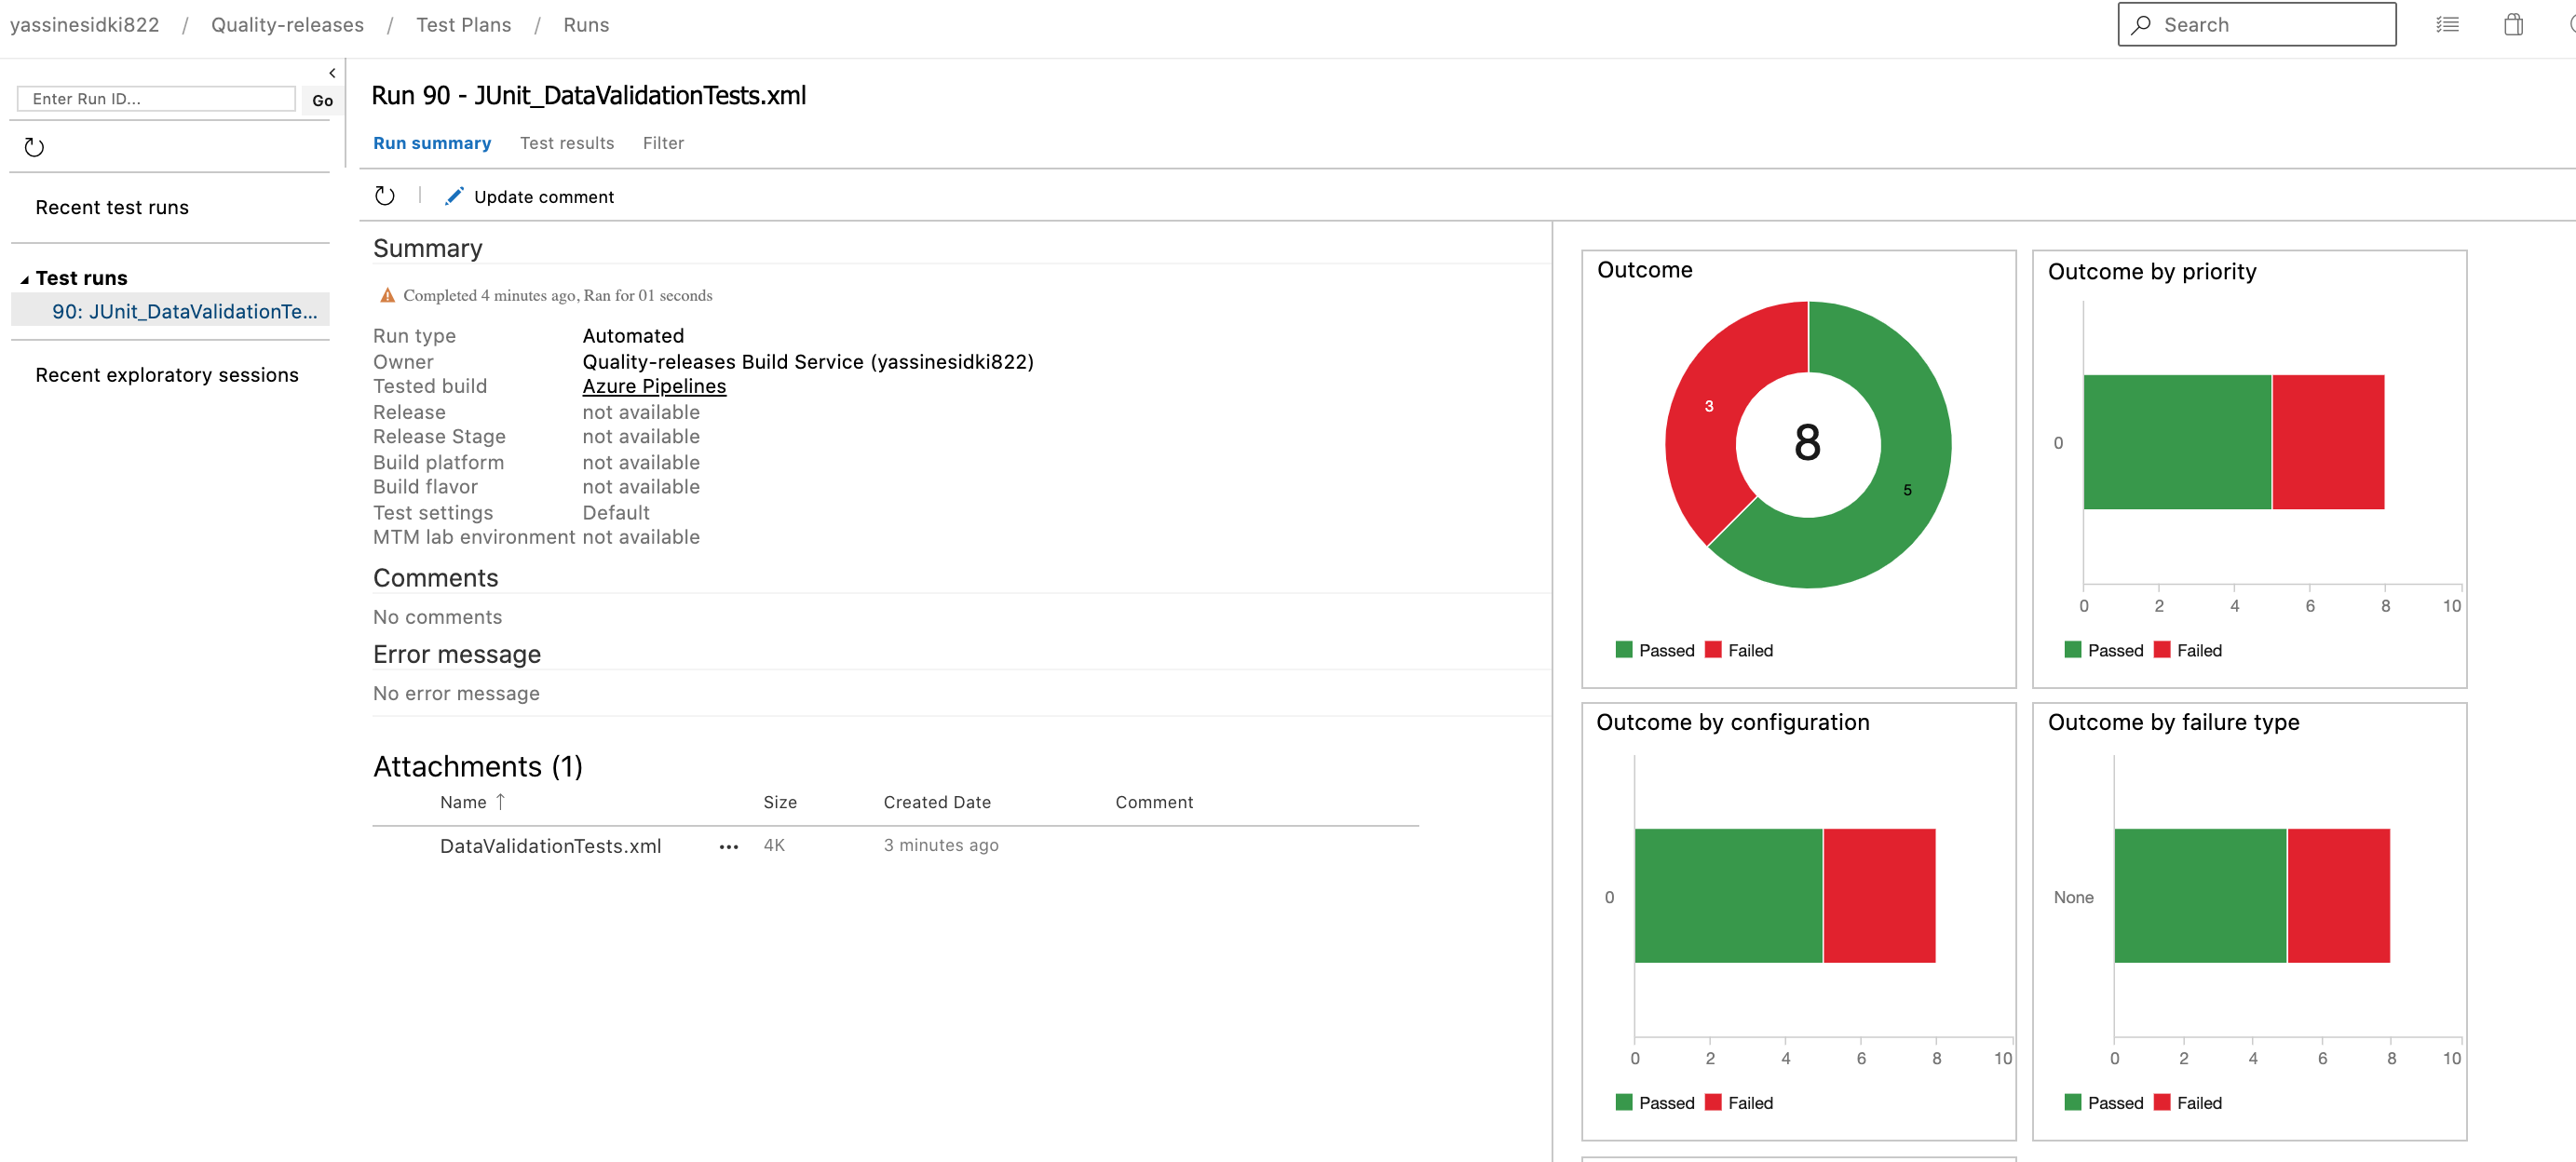 yassinesidki822 / Quality-releases / Test Plans / Runs
Search
Enter Run ID...
Go
Recent test runs
Test runs
90: JUnit_DataValidationTe...
Recent exploratory sessions
Run 90 - JUnit_DataValidationTests.xml
Run summary Test results Filter
Update comment
Summary
Completed 4 minutes ago, Ran for 01 seconds
Run type Automated
Owner Quality-releases Build Service (yassinesidki822)
Tested build Azure Pipelines
Release not available
Release Stage not available
Build platform not available
Build flavor not available
Test settings Default
MTM lab environment not available
Comments
No comments
Error message
No error message
Attachments (1)
Name ↑ Size Created Date Comment
DataValidationTests.xml ... 4K 3 minutes ago
Outcome
3
8
5
Passed Failed
Outcome by priority
0
0 2 4 6 8 10
Passed Failed
Outcome by configuration
0
0 2 4 6 8 10
Passed Failed
Outcome by failure type
None
0 2 4 6 8 10
Passed Failed